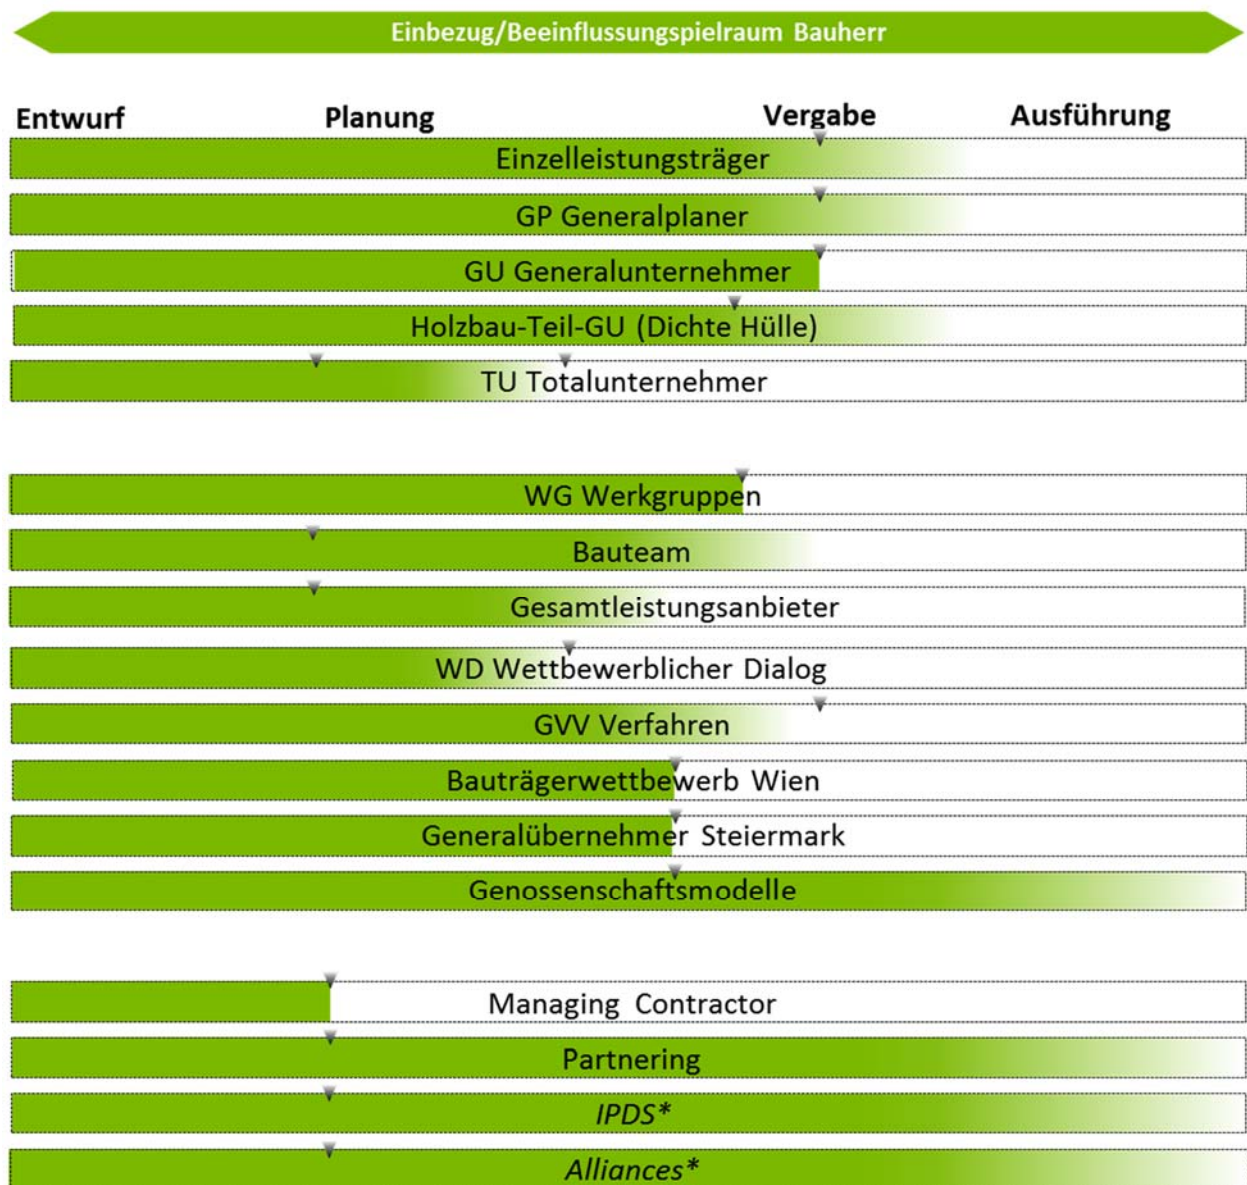 Einbezug/Beeinflussungspielraum Bauherr
Entwurf Planung Vergabe Ausführung
Einzelleistungsträger
GP Generalplaner
GU Generalunternehmer
Holzbau-Teil-GU (Dichte Hülle)
TU Totalunternehmer
WG Werkgruppen
Bauteam
Gesamtleistungsanbieter
WD Wettbewerblicher Dialog
GVV Verfahren
Bauträgerwettbewerb Wien
Generalübernehmer Steiermark
Genossenschaftsmodelle
Managing Contractor
Partnering
IPDS*
Alliances*